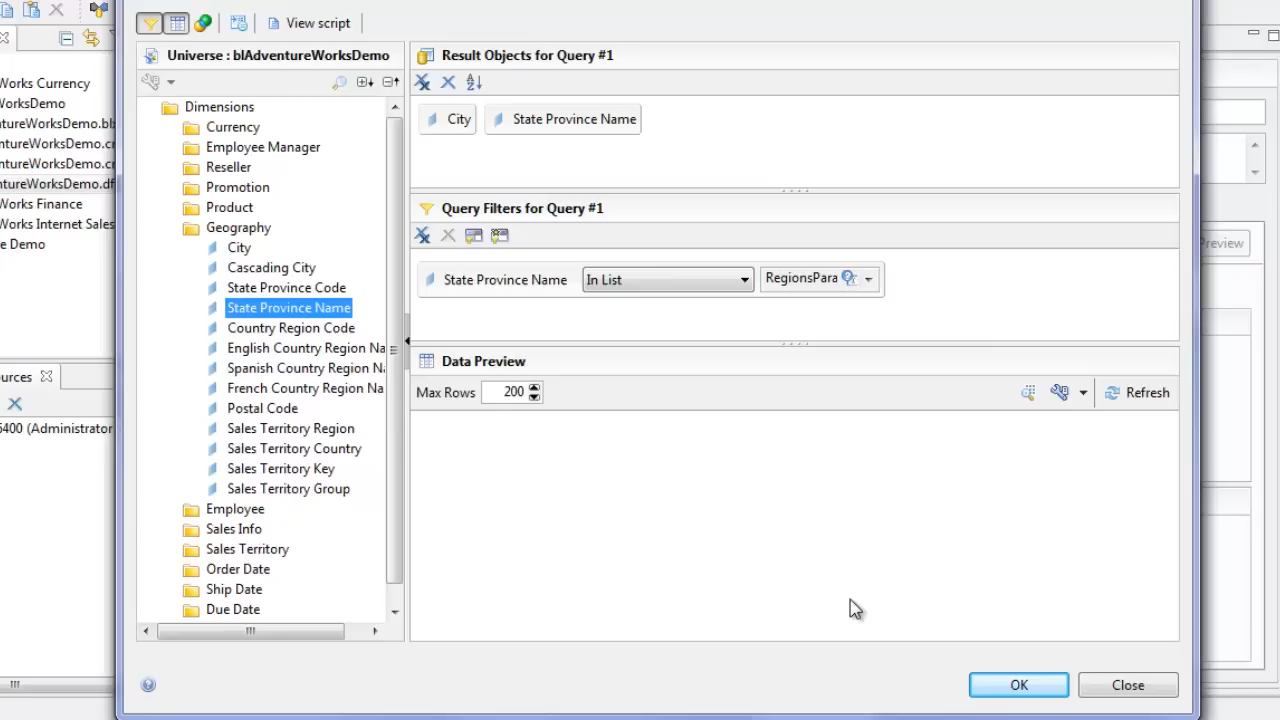 View script
Universe : blAdventureWorksDemo
Dimensions
Currency
Employee Manager
Reseller
Promotion
Product
Geography
City
Cascading City
State Province Code
State Province Name
Country Region Code
English Country Region Na
Spanish Country Region N
French Country Region Na
Postal Code
Sales Territory Region
Sales Territory Country
Sales Territory Key
Sales Territory Group
Employee
Sales Info
Sales Territory
Order Date
Ship Date
Due Date
Result Objects for Query #1
City
State Province Name
Query Filters for Query #1
State Province Name
In List
RegionsPara
Data Preview
Max Rows
200
Refresh
OK
Close
Works Currency
WorksDemo
ntureWorksDemo.bb
ntureWorksDemo.cn
ntureWorksDemo.cn
ntureWorksDemo.df
Works Finance
Works Internet Sales
e Demo
ources
6400 (Administrator
Preview